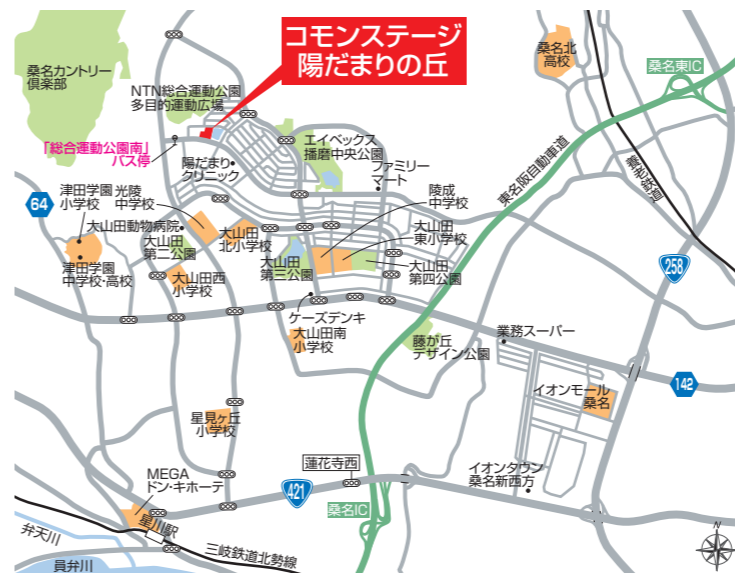 コモンステージ
陽だまりの丘
桑名カントリー
倶楽部
NTN総合運動公園
多目的運動広場
「総合運動公園南」
バス停
陽だまり
クリニック
エイベックス
播磨中央公園
ファミリー
マート
桑名北
高校
桑名東IC
東名阪自動車道
養老鉄道
64
津田学園
小学校
光陵
中学校
大山田動物病院
大山田
第二公園
大山田
北小学校
陵成
中学校
大山田
東小学校
大山田
第三公園
大山田
第四公園
津田学園
中学校・高校
大山田西
小学校
ケーズデンキ
大山田南
小学校
藤が丘
デザイン公園
業務スーパー
258
142
イオンモール
桑名
星見ヶ丘
小学校
蓮花寺西
イオンタウン
桑名新西方
MEGA
ドン・キホーテ
421
桑名IC
星川駅
三岐鉄道北勢線
弁天川
員弁川
N